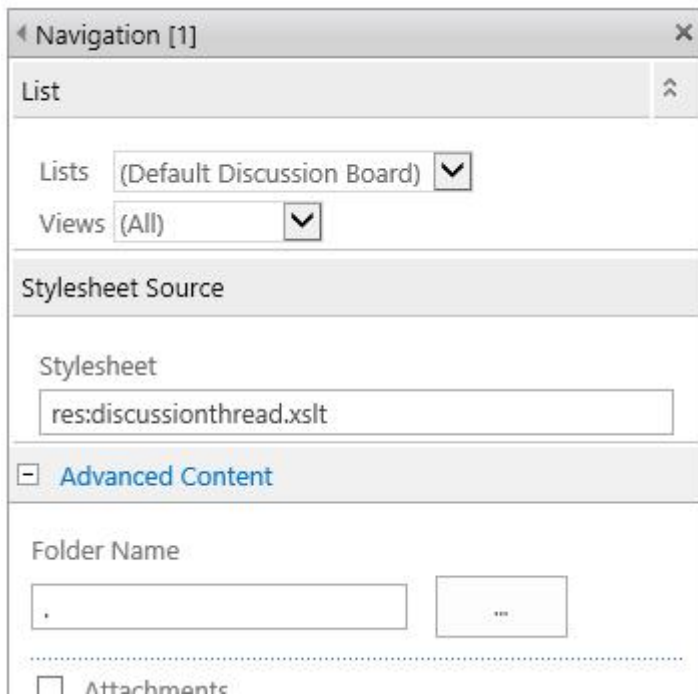 Navigation [1]
List
Lists (Default Discussion Board)
Views (All)
Stylesheet Source
Stylesheet
res:discussionthread.xslt
Advanced Content
Folder Name
.
...
Attachments